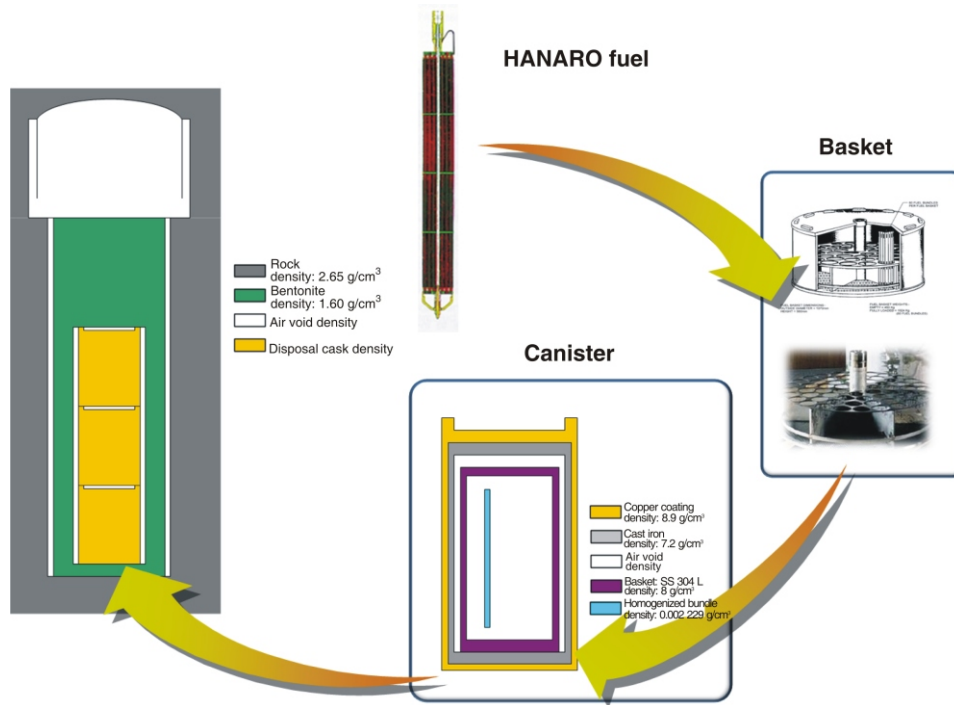 HANARO fuel
Basket
Rock
density: 2.65 g/cm³
Bentonite
density: 1.60 g/cm³
Air void density
Disposal cask density
Canister
Copper coating
density: 8.9 g/cm³
Cast iron
density: 7.2 g/cm³
Air void
density
Basket: SS 304 L
density: 8 g/cm³
Homogenized bundle
density: 0.002 229 g/cm³